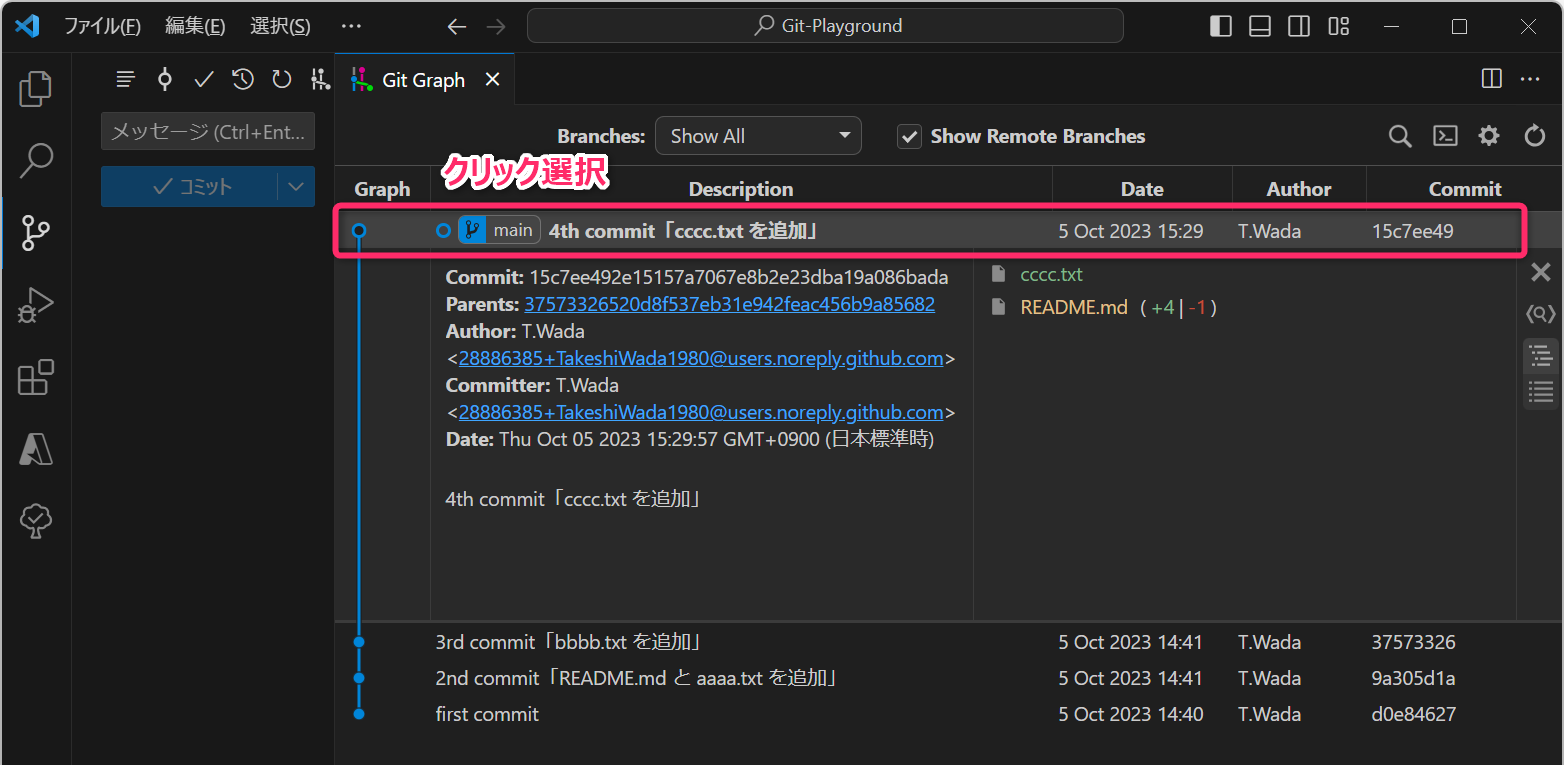 ファイル(F) 編集(E) 選択(S) ··· Git-Playground
Git Graph
メッセージ (Ctrl+Ent...
コミット
Branches: Show All Show Remote Branches
クリック選択
Graph Description Date Author Commit
main 4th commit「cccc.txt を追加」 5 Oct 2023 15:29 T.Wada 15c7ee49
Commit: 15c7ee492e15157a7067e8b2e23dba19a086bada
Parents: 37573326520d8f537eb31e942feac456b9a85682
Author: T.Wada
<28886385+TakeshiWada1980@users.noreply.github.com>
Committer: T.Wada
<28886385+TakeshiWada1980@users.noreply.github.com>
Date: Thu Oct 05 2023 15:29:57 GMT+0900 (日本標準時)
4th commit「cccc.txt を追加」
cccc.txt
README.md (+4|-1)
3rd commit「bbbb.txt を追加」 5 Oct 2023 14:41 T.Wada 37573326
2nd commit「README.md と aaaa.txt を追加」 5 Oct 2023 14:41 T.Wada 9a305d1a
first commit 5 Oct 2023 14:40 T.Wada d0e84627